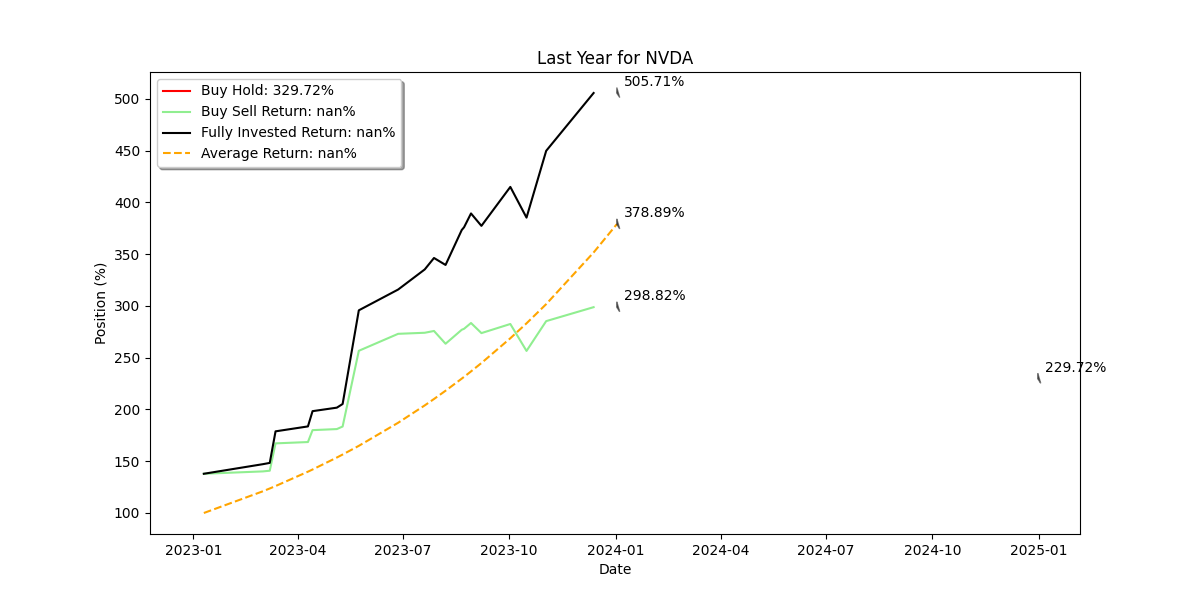 Last Year for NVDA
505.71%
Buy Hold: 329.72%
Buy Sell Return: nan%
Fully Invested Return: nan%
Average Return: nan%
378.89%
298.82%
229.72%
500
450
400
350
300
250
200
150
100
Position (%)
2023-01 2023-04 2023-07 2023-10 2024-01 2024-04 2024-07 2024-10 2025-01
Date